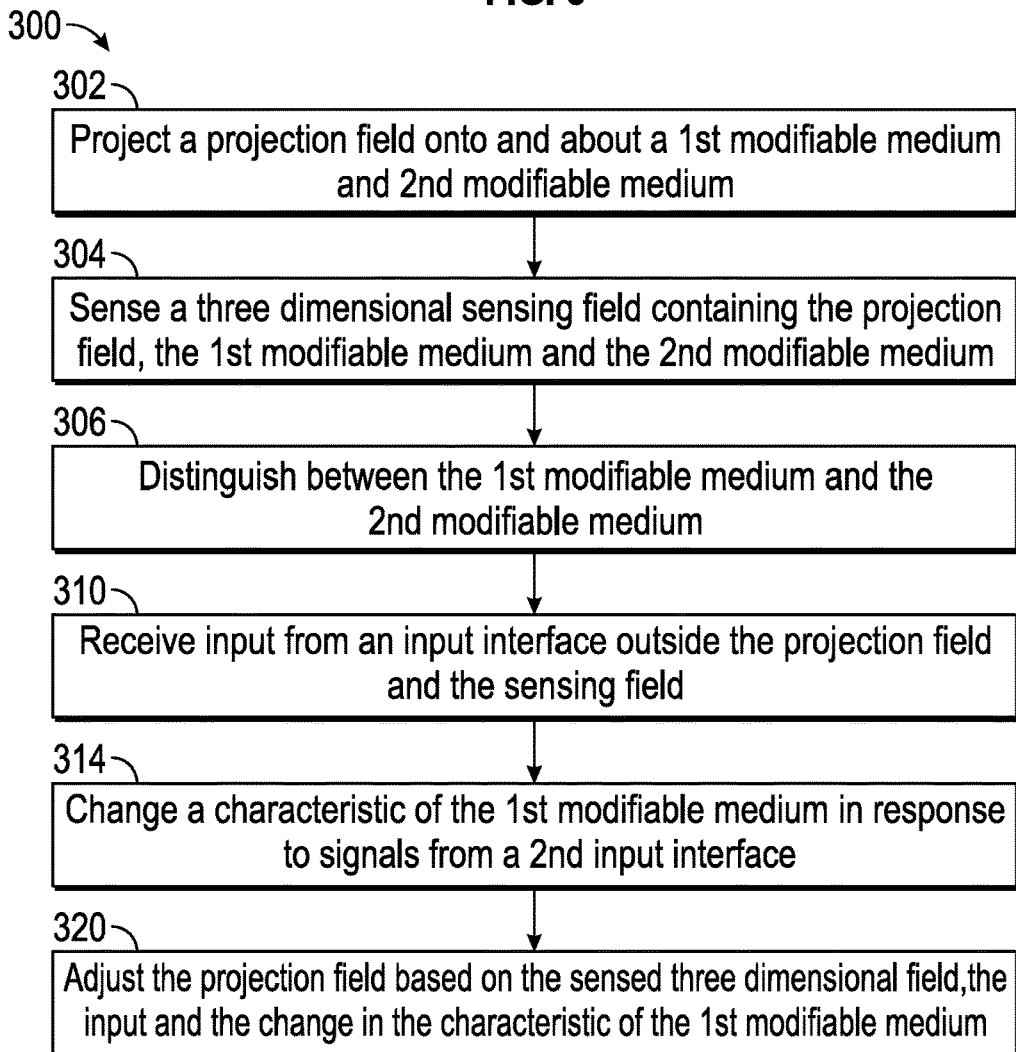 300
302
Project a projection field onto and about a 1st modifiable medium
and 2nd modifiable medium
304
Sense a three dimensional sensing field containing the projection
field, the 1st modifiable medium and the 2nd modifiable medium
306
Distinguish between the 1st modifiable medium and the
2nd modifiable medium
310
Receive input from an input interface outside the projection field
and the sensing field
314
Change a characteristic of the 1st modifiable medium in response
to signals from a 2nd input interface
320
Adjust the projection field based on the sensed three dimensional field,the
input and the change in the characteristic of the 1st modifiable medium